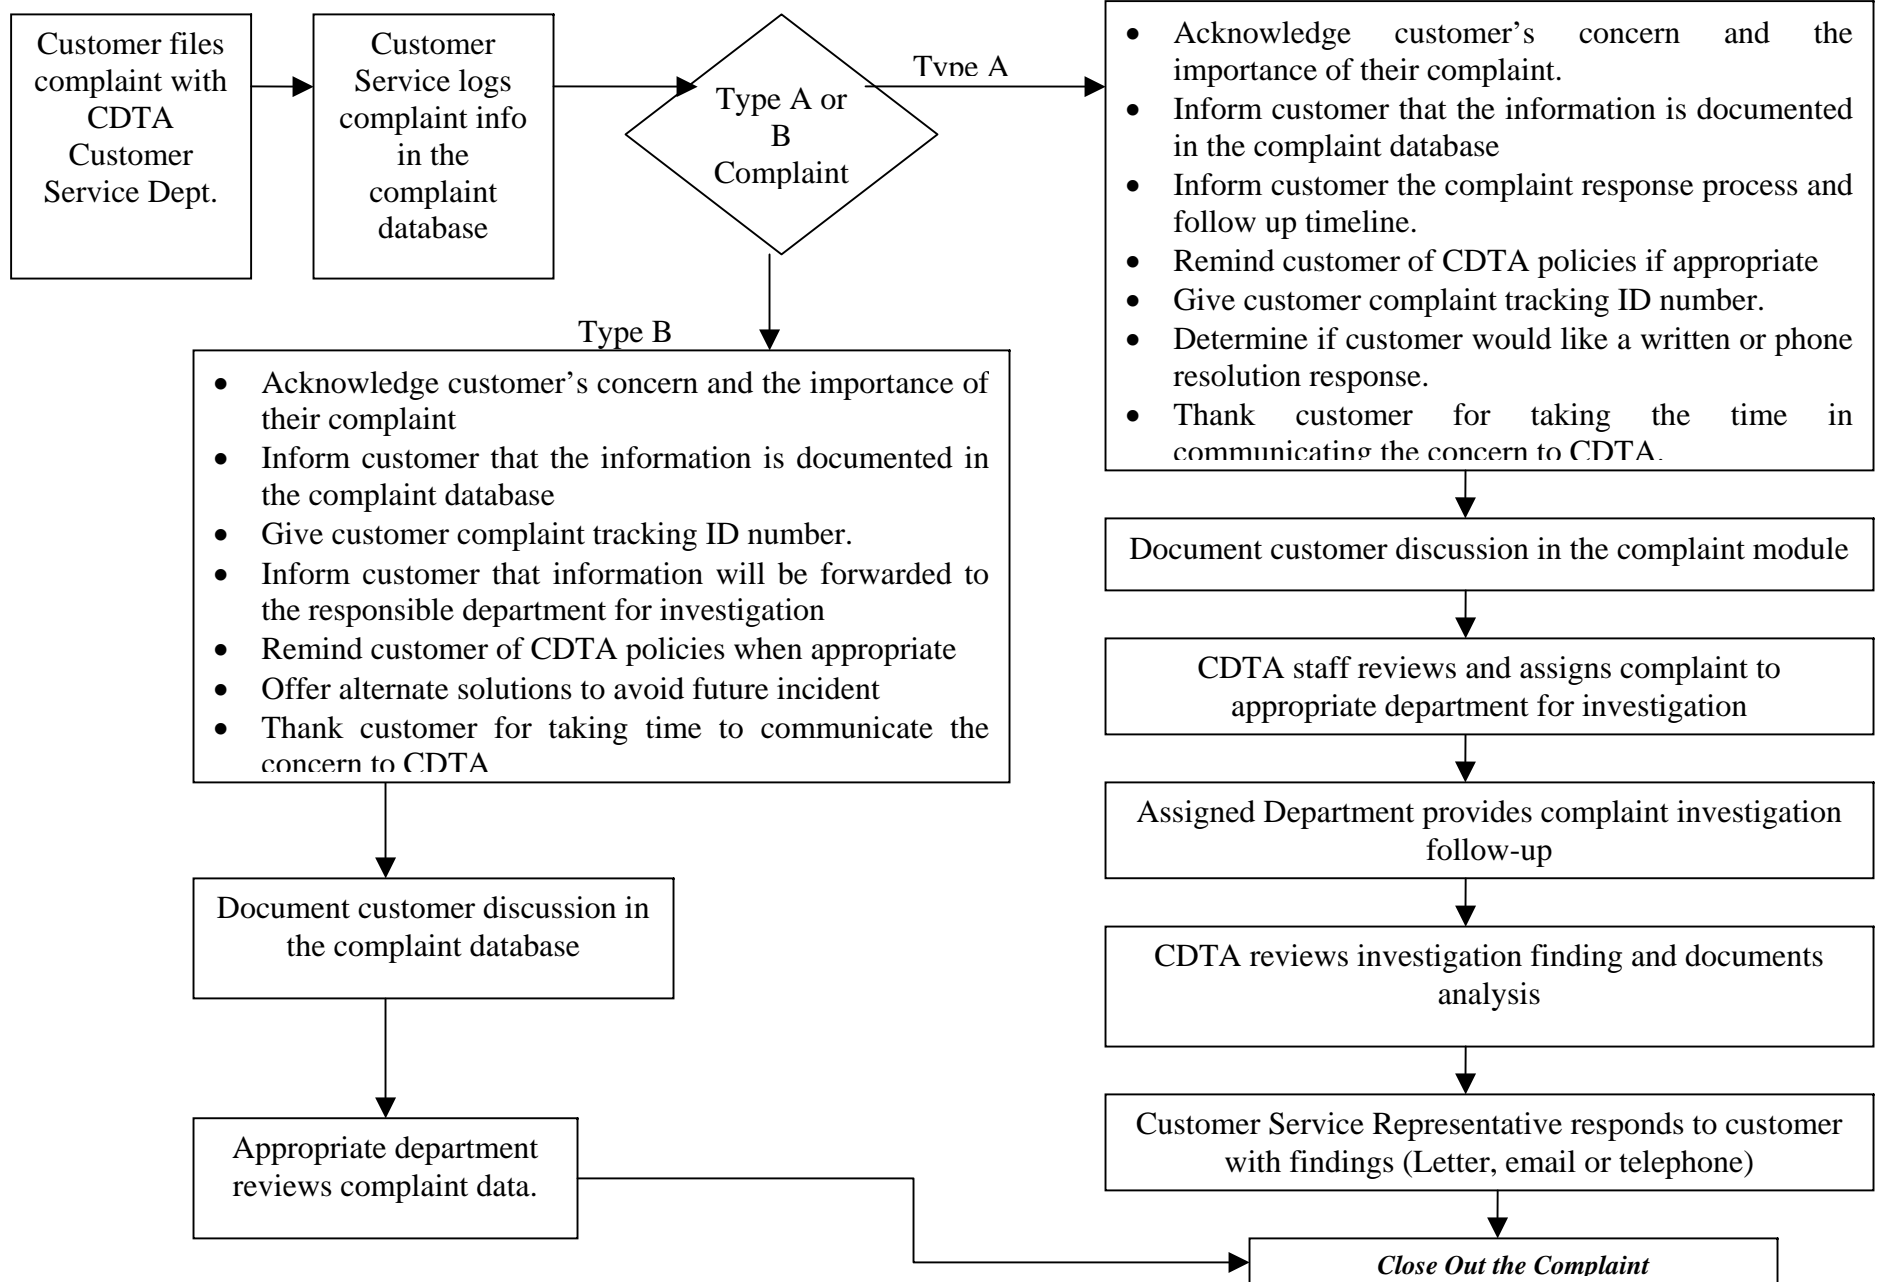 Customer files
complaint with
CDTA
Customer
Service Dept.
Customer
Service logs
complaint info
in the
complaint
database
Type A or
B
Complaint
Type A
• Acknowledge customer’s concern and the
importance of their complaint.
• Inform customer that the information is documented
in the complaint database
• Inform customer the complaint response process and
follow up timeline.
• Remind customer of CDTA policies if appropriate
• Give customer complaint tracking ID number.
• Determine if customer would like a written or phone
resolution response.
• Thank customer for taking the time in
communicating the concern to CDTA.
Type B
• Acknowledge customer’s concern and the importance of
their complaint
• Inform customer that the information is documented in
the complaint database
• Give customer complaint tracking ID number.
• Inform customer that information will be forwarded to
the responsible department for investigation
• Remind customer of CDTA policies when appropriate
• Offer alternate solutions to avoid future incident
• Thank customer for taking time to communicate the
concern to CDTA
Document customer discussion in
the complaint database
Appropriate department
reviews complaint data.
Document customer discussion in the complaint module
CDTA staff reviews and assigns complaint to
appropriate department for investigation
Assigned Department provides complaint investigation
follow-up
CDTA reviews investigation finding and documents
analysis
Customer Service Representative responds to customer
with findings (Letter, email or telephone)
Close Out the Complaint